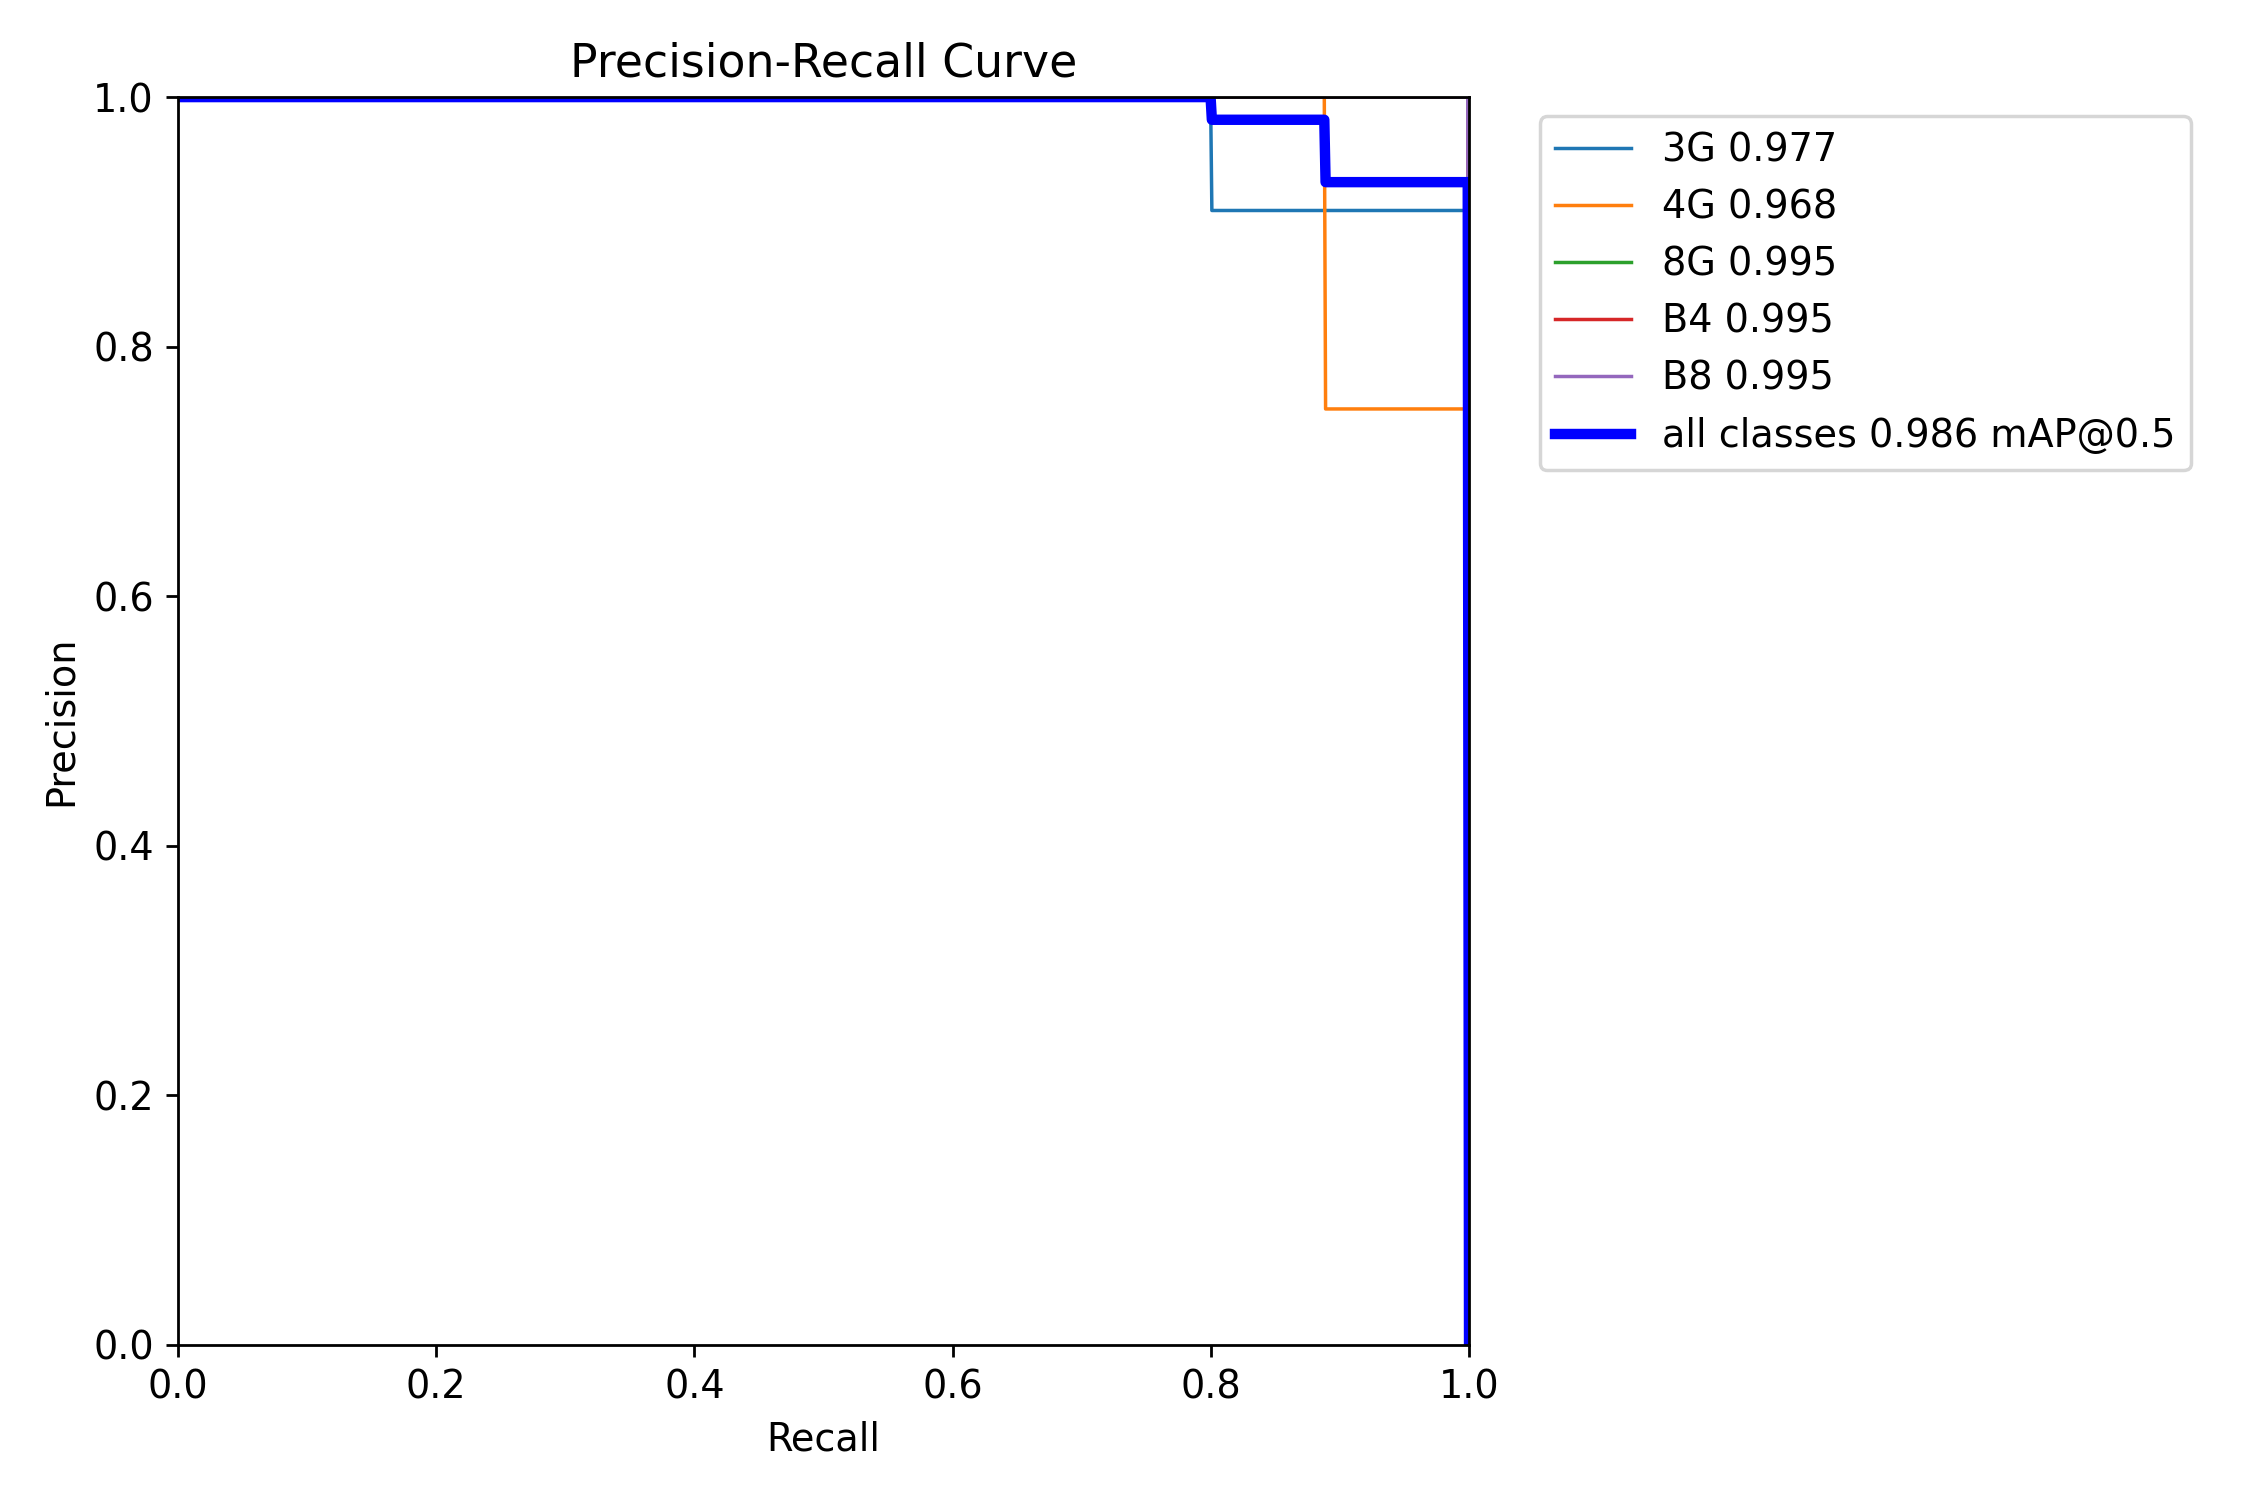 Precision-Recall Curve
1.0
0.8
0.6
0.4
0.2
0.0
Precision
0.0 0.2 0.4 0.6 0.8 1.0
Recall
3G 0.977
4G 0.968
8G 0.995
B4 0.995
B8 0.995
all classes 0.986 mAP@0.5